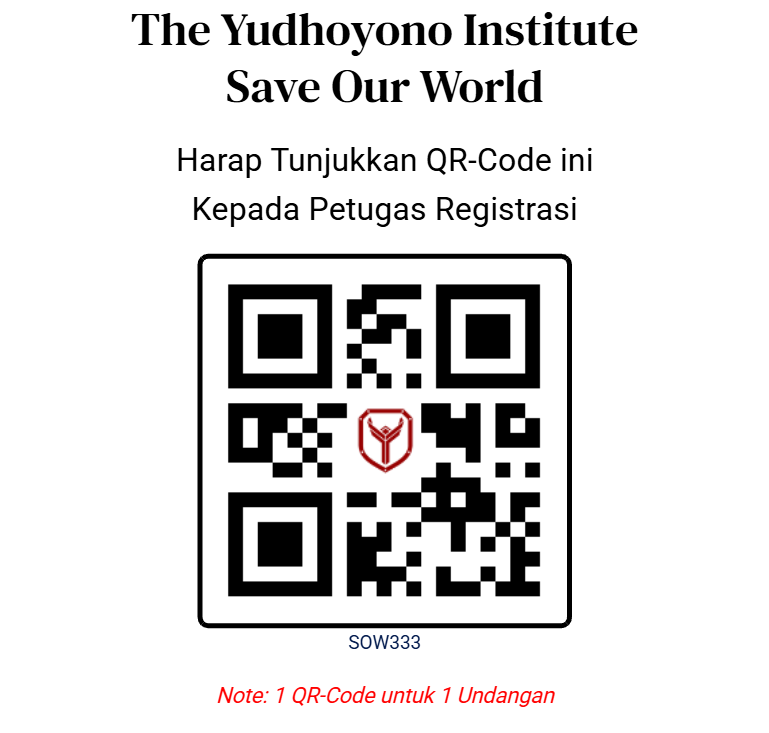 The Yudhoyono Institute
Save Our World
Harap Tunjukkan QR-Code ini
Kepada Petugas Registrasi
SOW333
Note: 1 QR-Code untuk 1 Undangan